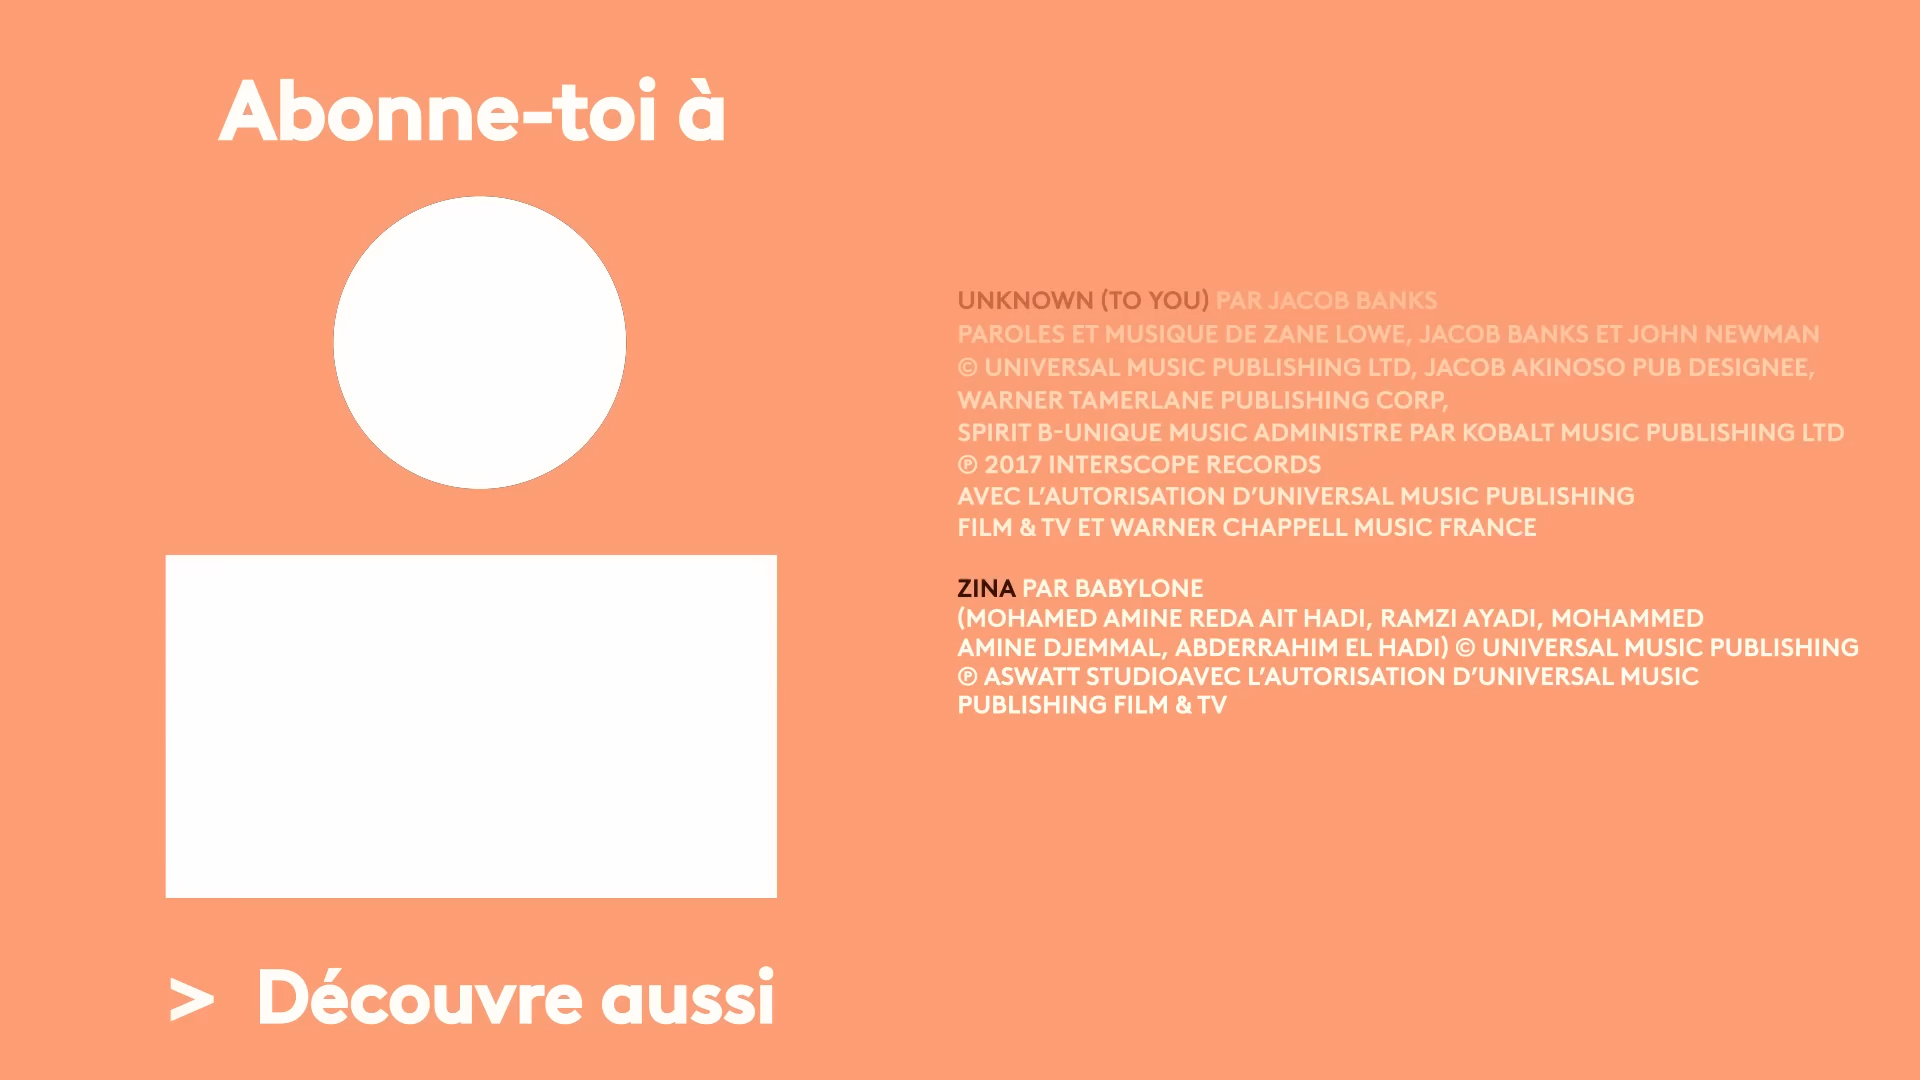 Abonne-toi à
> Découvre aussi
UNKNOWN (TO YOU) PAR JACOB BANKS
PAROLES ET MUSIQUE DE ZANE LOWE, JACOB BANKS ET JOHN NEWMAN
© UNIVERSAL MUSIC PUBLISHING LTD, JACOB AKINOSO PUB DESIGNEE,
WARNER TAMERLANE PUBLISHING CORP,
SPIRIT B-UNIQUE MUSIC ADMINISTRE PAR KOBALT MUSIC PUBLISHING LTD
℗ 2017 INTERSCOPE RECORDS
AVEC L’AUTORISATION D’UNIVERSAL MUSIC PUBLISHING
FILM & TV ET WARNER CHAPPELL MUSIC FRANCE
ZINA PAR BABYLONE
(MOHAMED AMINE REDA AIT HADI, RAMZI AYADI, MOHAMMED
AMINE DJEMMAL, ABDERRAHIM EL HADI) © UNIVERSAL MUSIC PUBLISHING
℗ ASWATT STUDIOAVEC L’AUTORISATION D’UNIVERSAL MUSIC
PUBLISHING FILM & TV